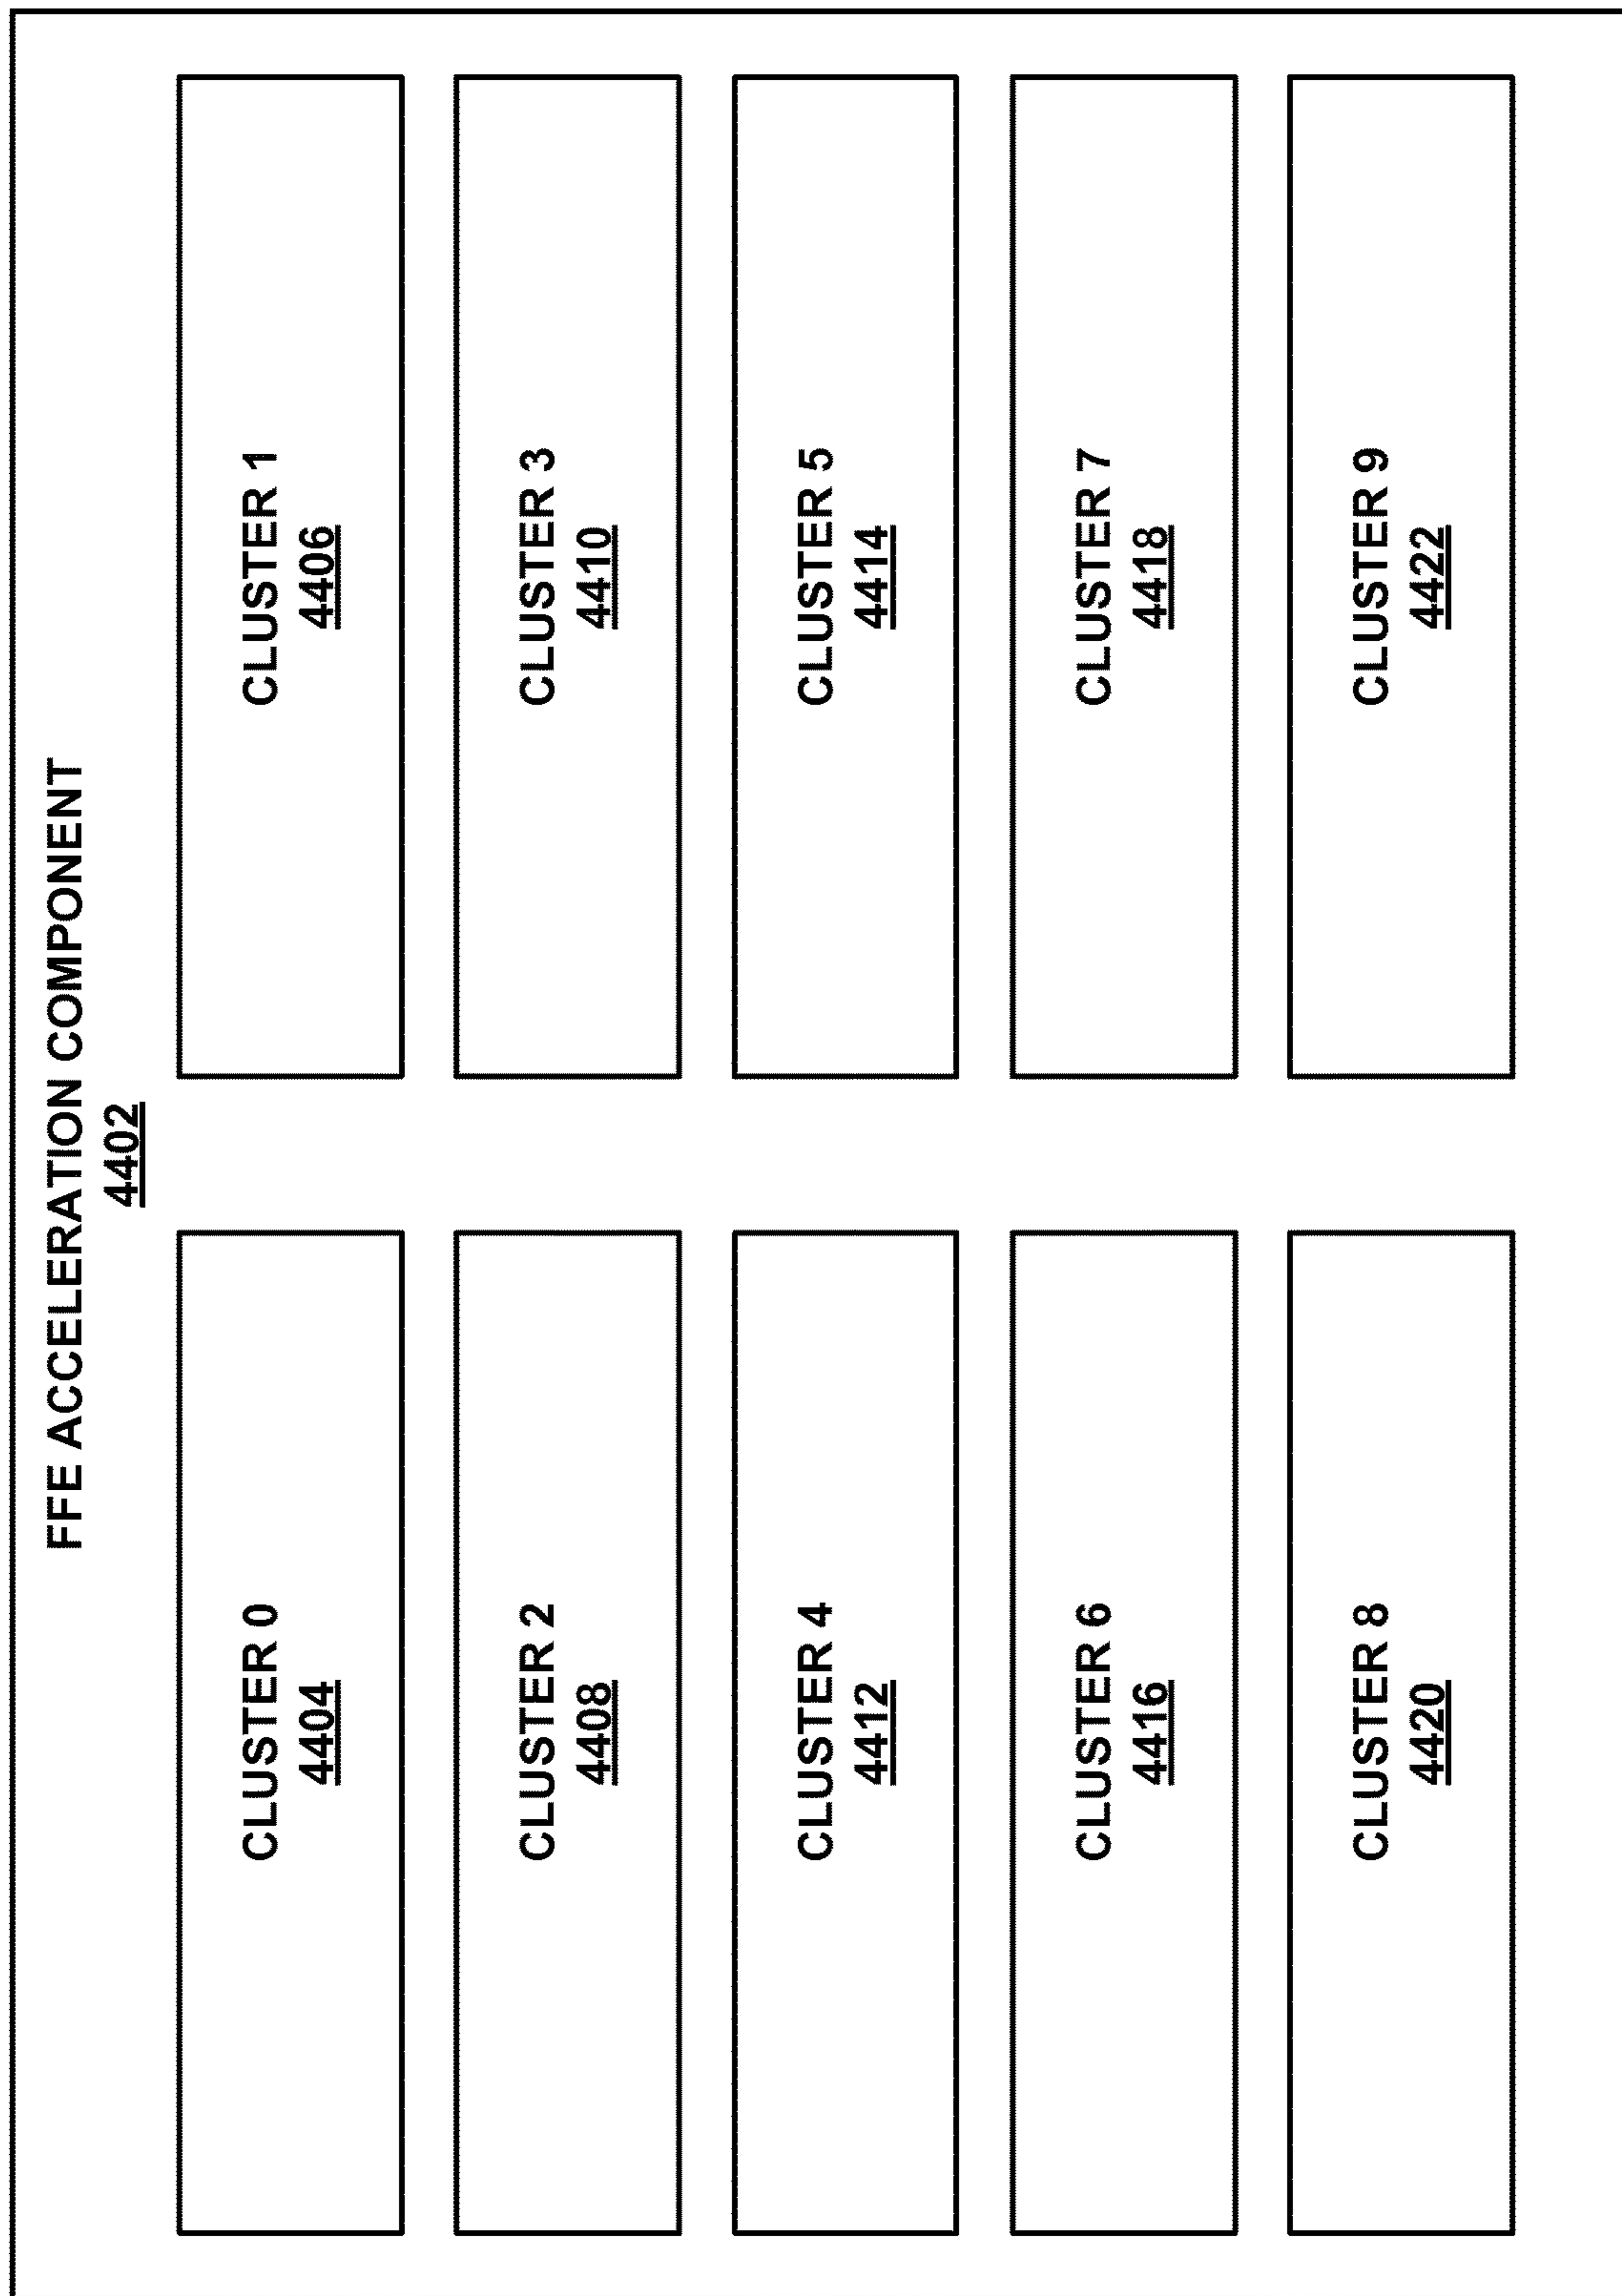 FFE ACCELERATION COMPONENT
4402
CLUSTER 0
4404
CLUSTER 1
4406
CLUSTER 2
4408
CLUSTER 3
4410
CLUSTER 4
4412
CLUSTER 5
4414
CLUSTER 6
4416
CLUSTER 7
4418
CLUSTER 8
4420
CLUSTER 9
4422